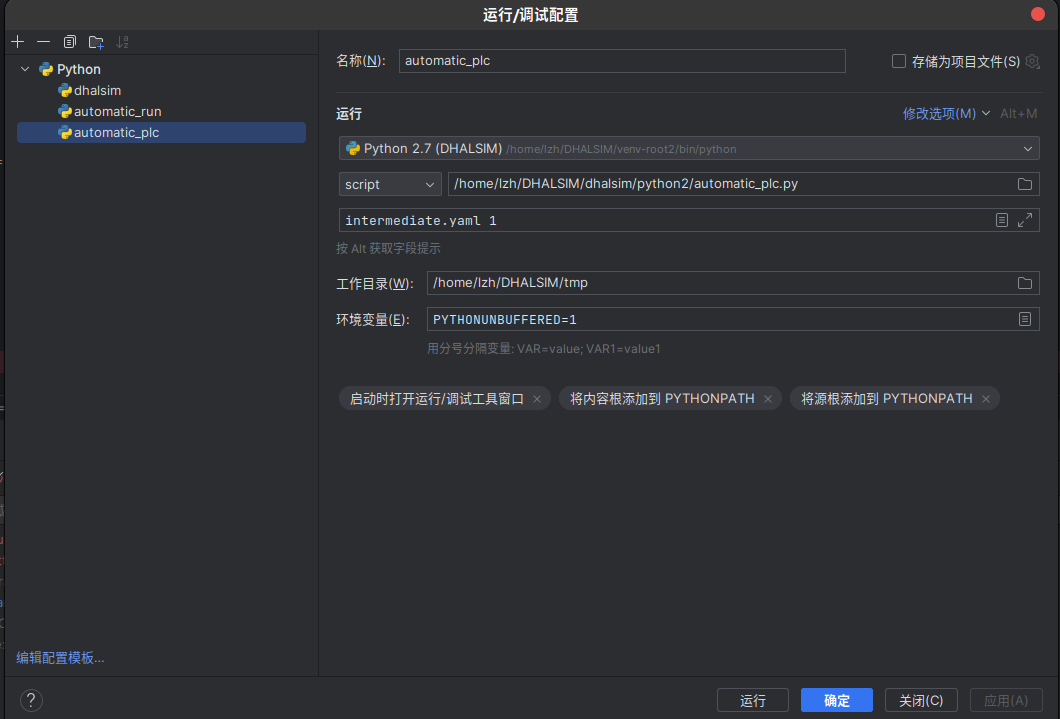 运行/调试配置
Python
dhalsim
automatic_run
automatic_plc
编辑配置模板...
名称(N): automatic_plc 存储为项目文件(S)
运行 修改选项(M) Alt+M
Python 2.7 (DHALSIM) /home/lzh/DHALSIM/venv-root2/bin/python
script /home/lzh/DHALSIM/dhalsim/python2/automatic_plc.py
intermediate.yaml 1
按 Alt 获取字段提示
工作目录(W): /home/lzh/DHALSIM/tmp
环境变量(E): PYTHONUNBUFFERED=1
用分号分隔变量: VAR=value; VAR1=value1
启动时打开运行/调试工具窗口 × 将内容根添加到 PYTHONPATH × 将源根添加到 PYTHONPATH ×
? 运行 确定 关闭(C) 应用(A)